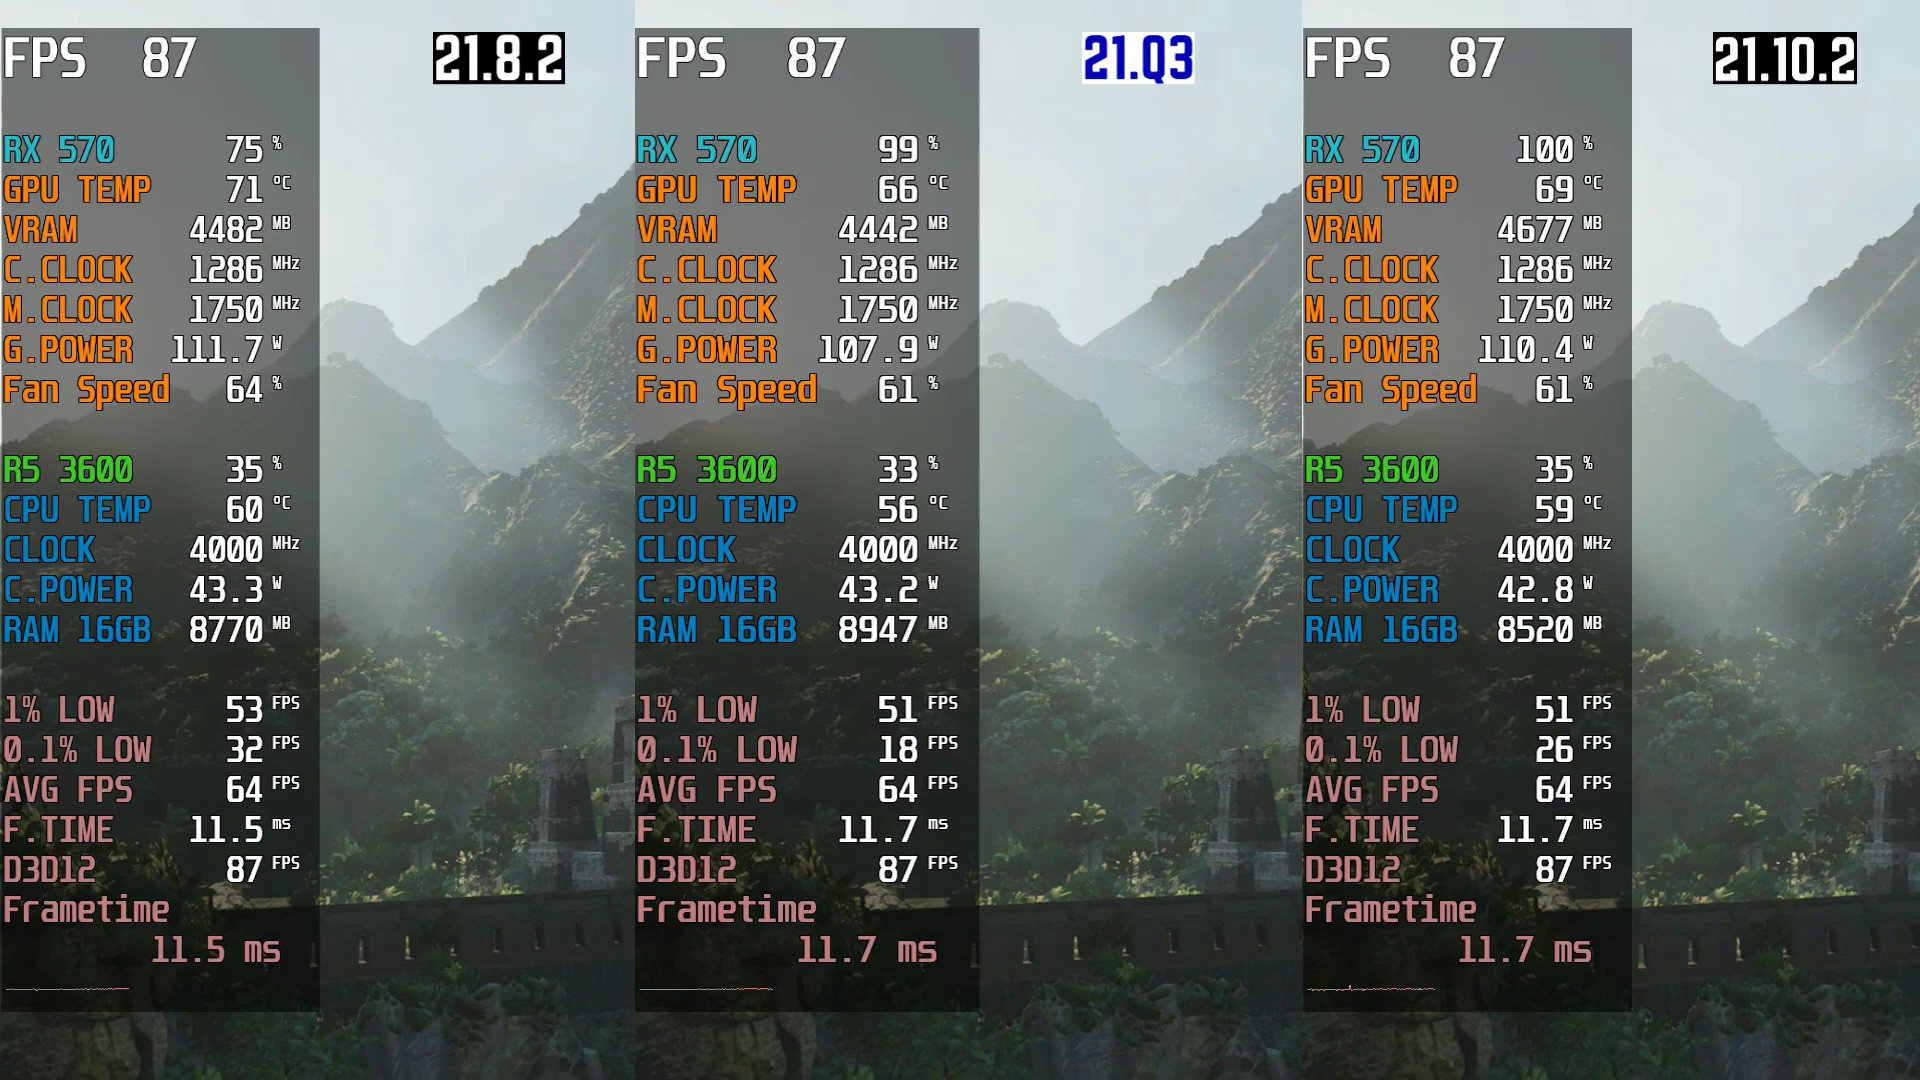 FPS 87
21.8.2
RX 570 75 %
GPU TEMP 71 °C
VRAM 4482 MB
C.CLOCK 1286 MHz
M.CLOCK 1750 MHz
G.POWER 111.7 W
Fan Speed 64 %
R5 3600 35 %
CPU TEMP 60 °C
CLOCK 4000 MHz
C.POWER 43.3 W
RAM 16GB 8770 MB
1% LOW 53 FPS
0.1% LOW 32 FPS
AVG FPS 64 FPS
F.TIME 11.5 ms
D3D12 87 FPS
Frametime
11.5 ms
FPS 87
21.Q3
RX 570 99 %
GPU TEMP 66 °C
VRAM 4442 MB
C.CLOCK 1286 MHz
M.CLOCK 1750 MHz
G.POWER 107.9 W
Fan Speed 61 %
R5 3600 33 %
CPU TEMP 56 °C
CLOCK 4000 MHz
C.POWER 43.2 W
RAM 16GB 8947 MB
1% LOW 51 FPS
0.1% LOW 18 FPS
AVG FPS 64 FPS
F.TIME 11.7 ms
D3D12 87 FPS
Frametime
11.7 ms
FPS 87
21.10.2
RX 570 100 %
GPU TEMP 69 °C
VRAM 4677 MB
C.CLOCK 1286 MHz
M.CLOCK 1750 MHz
G.POWER 110.4 W
Fan Speed 61 %
R5 3600 35 %
CPU TEMP 59 °C
CLOCK 4000 MHz
C.POWER 42.8 W
RAM 16GB 8520 MB
1% LOW 51 FPS
0.1% LOW 26 FPS
AVG FPS 64 FPS
F.TIME 11.7 ms
D3D12 87 FPS
Frametime
11.7 ms